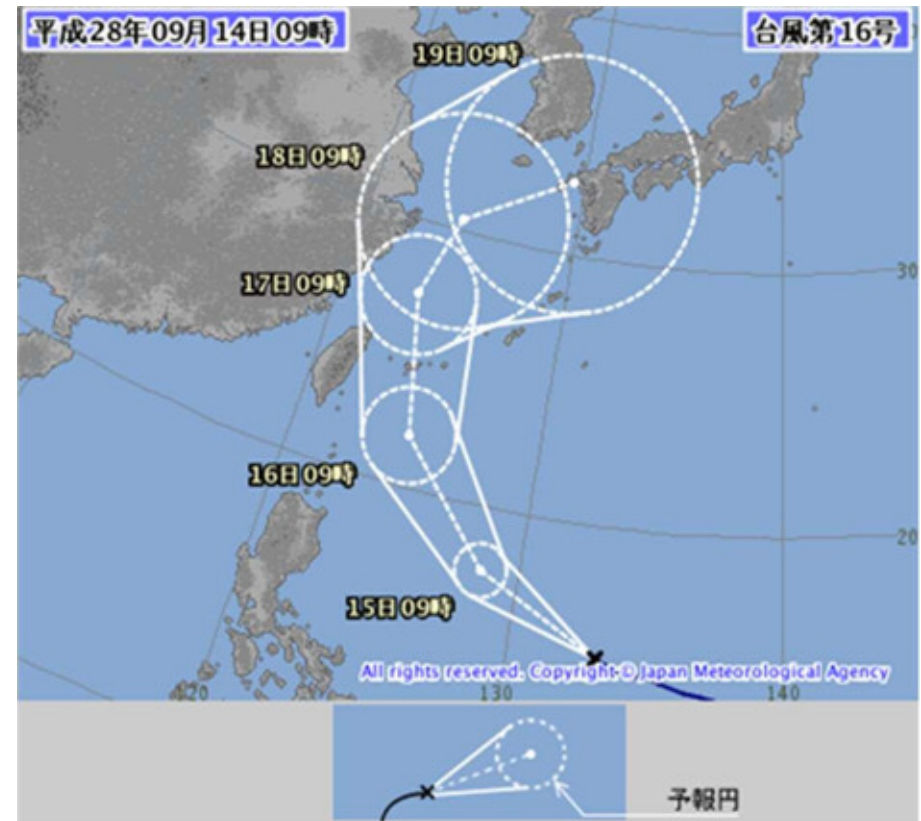 平成28年09月14日09時
台風第16号
19日09時
18日09時
17日09時
30
16日09時
20
15日09時
All rights reserved. Copyright © Japan Meteorological Agency
120
130
140
予報円